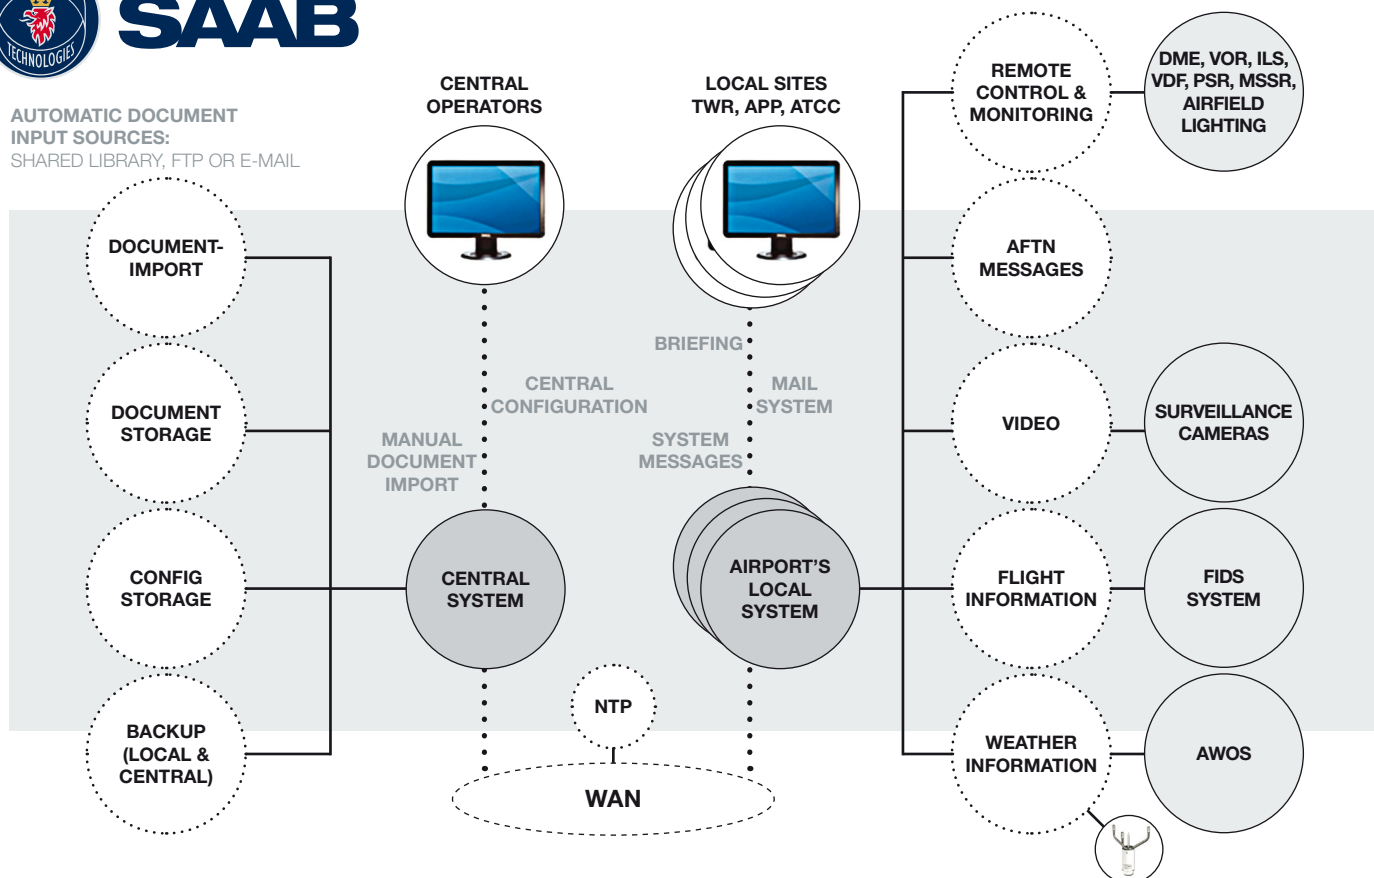 TECHNOLOGIES
SAAB
AUTOMATIC DOCUMENT
INPUT SOURCES:
SHARED LIBRARY, FTP OR E-MAIL
CENTRAL
OPERATORS
LOCAL SITES
TWR, APP, ATCC
REMOTE
CONTROL &
MONITORING
DME, VOR, ILS,
VDF, PSR, MSSR,
AIRFIELD
LIGHTING
DOCUMENT-
IMPORT
AFTN
MESSAGES
BRIEFING
CENTRAL
CONFIGURATION
MAIL
SYSTEM
DOCUMENT
STORAGE
VIDEO
SURVEILLANCE
CAMERAS
MANUAL
DOCUMENT
IMPORT
SYSTEM
MESSAGES
CONFIG
STORAGE
CENTRAL
SYSTEM
AIRPORT'S
LOCAL
SYSTEM
FLIGHT
INFORMATION
FIDS
SYSTEM
NTP
BACKUP
(LOCAL &
CENTRAL)
WEATHER
INFORMATION
AWOS
WAN